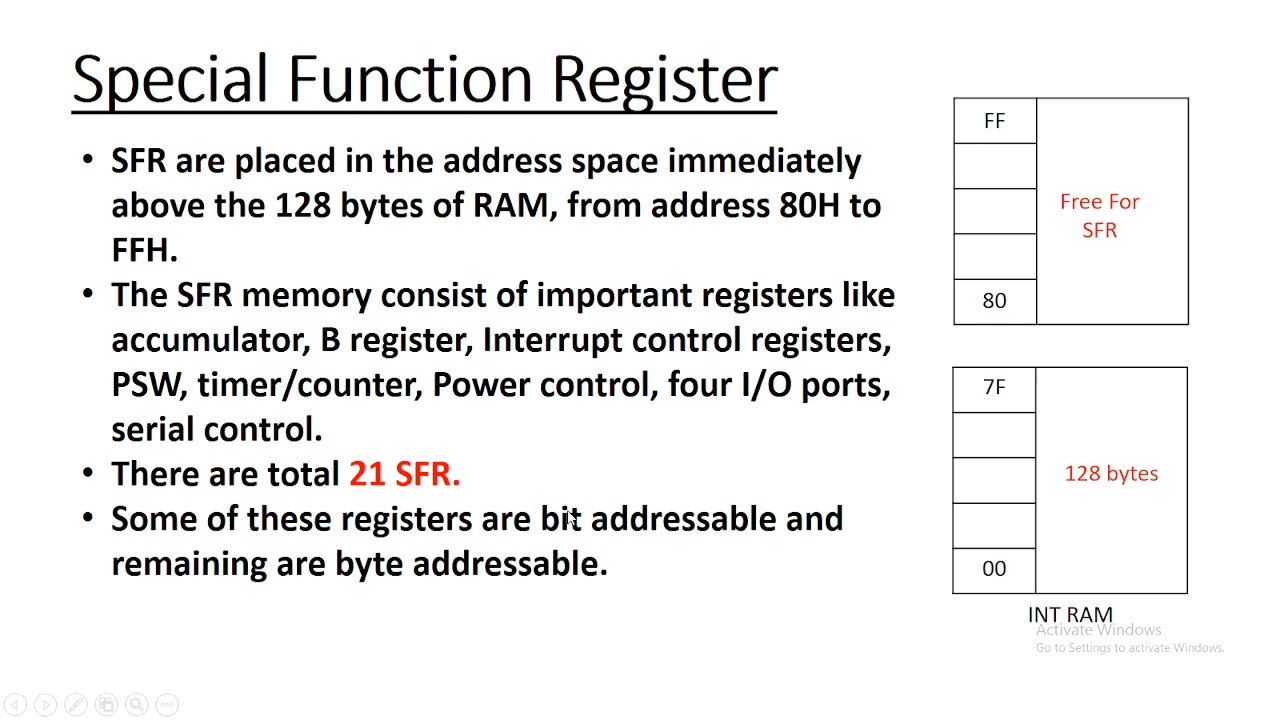 Special Function Register
• SFR are placed in the address space immediately
above the 128 bytes of RAM, from address 80H to
FFH.
• The SFR memory consist of important registers like
accumulator, B register, Interrupt control registers,
PSW, timer/counter, Power control, four I/O ports,
serial control.
• There are total 21 SFR.
• Some of these registers are bit addressable and
remaining are byte addressable.
FF
Free For
SFR
80
7F
128 bytes
00
INT RAM
Activate Windows
Go to Settings to activate Windows.